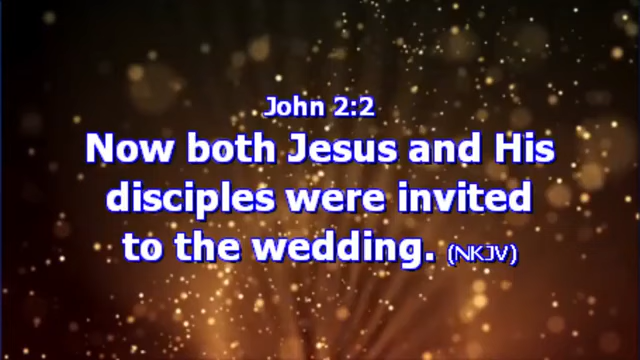 John 2:2
Now both Jesus and His
disciples were invited
to the wedding. (NKJV)